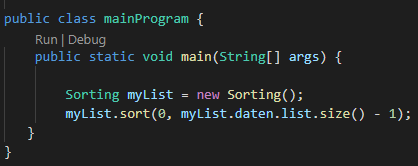 public class mainProgram {
Run | Debug
public static void main(String[] args) {
Sorting myList = new Sorting();
myList.sort(0, myList.daten.list.size() - 1);
}
}